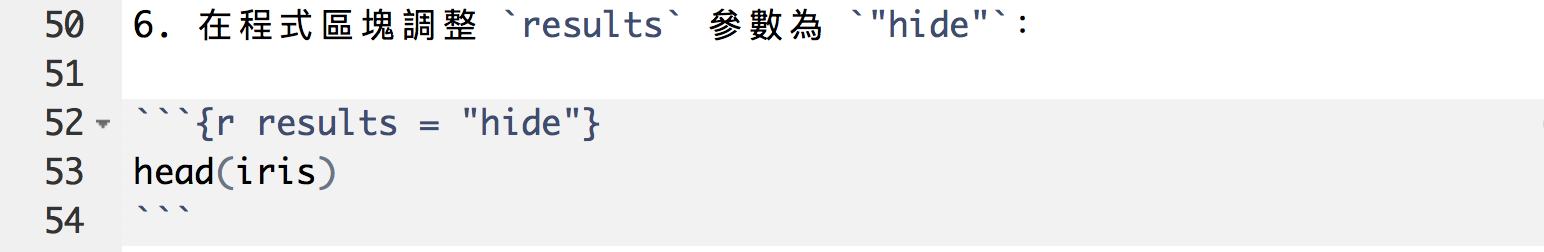 50 6. 在程式區塊調整 `results` 參數為 `"hide"`:
51
52 ```{r results = "hide"}
53 head(iris)
54 ```